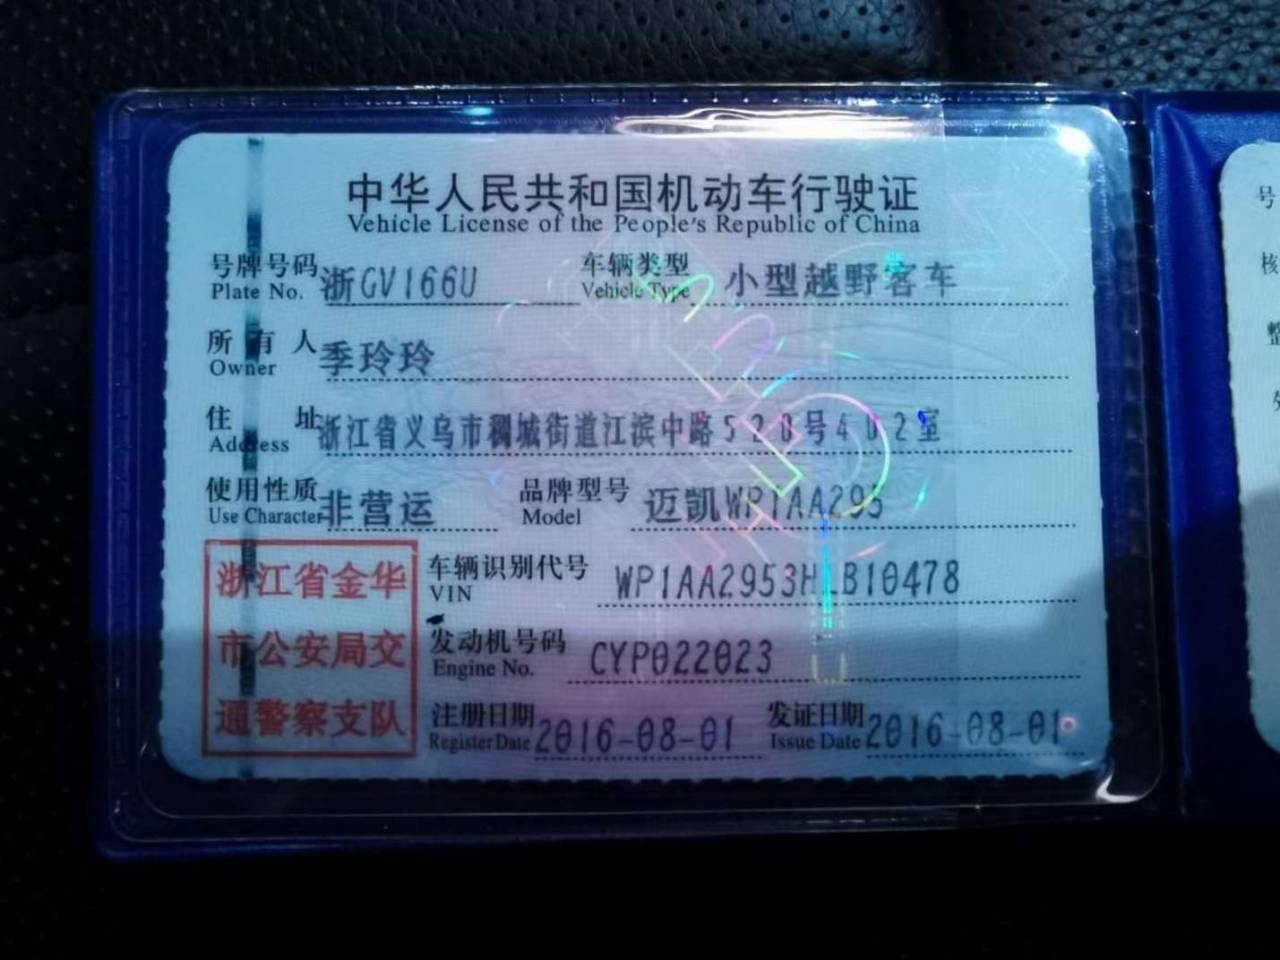 中华人民共和国机动车行驶证
Vehicle License of the People's Republic of China
号牌号码 浙GV166U 车辆类型 小型越野客车
Plate No. Vehicle Type
所有人 季玲玲
Owner
住址 浙江省义乌市稠城街道江滨中路528号402室
Address
使用性质 非营运 品牌型号 迈凯WP1AA295
Use Character Model
浙江省金华 车辆识别代号 WP1AA2953HLB10478
VIN
市公安局交 发动机号码 CYP022023
Engine No.
通警察支队 注册日期 2016-08-01 发证日期 2016-08-01
Register Date Issue Date
号
核